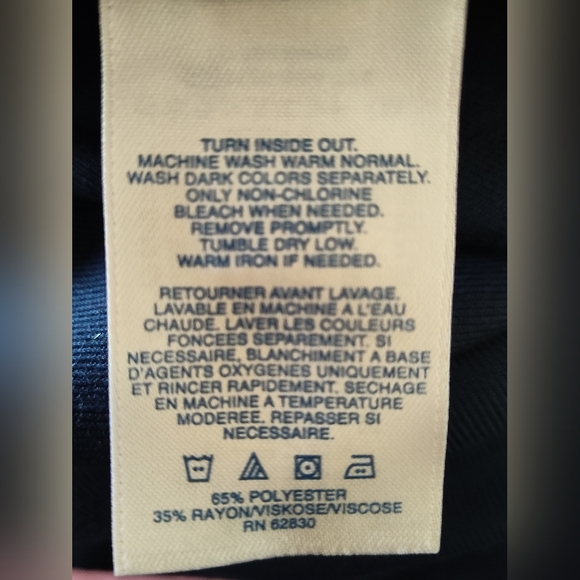 TURN INSIDE OUT.
MACHINE WASH WARM NORMAL.
WASH DARK COLORS SEPARATELY.
ONLY NON-CHLORINE
BLEACH WHEN NEEDED.
REMOVE PROMPTLY.
TUMBLE DRY LOW.
WARM IRON IF NEEDED.
RETOURNER AVANT LAVAGE.
LAVABLE EN MACHINE A L'EAU
CHAUDE. LAVER LES COULEURS
FONCEES SEPAREMENT. SI
NECESSAIRE, BLANCHIMENT A BASE
D'AGENTS OXYGENES UNIQUEMENT
ET RINCER RAPIDEMENT. SECHAGE
EN MACHINE A TEMPERATURE
MODEREE. REPASSER SI
NECESSAIRE.
65% POLYESTER
35% RAYON/VISKOSE/VISCOSE
RN 62830